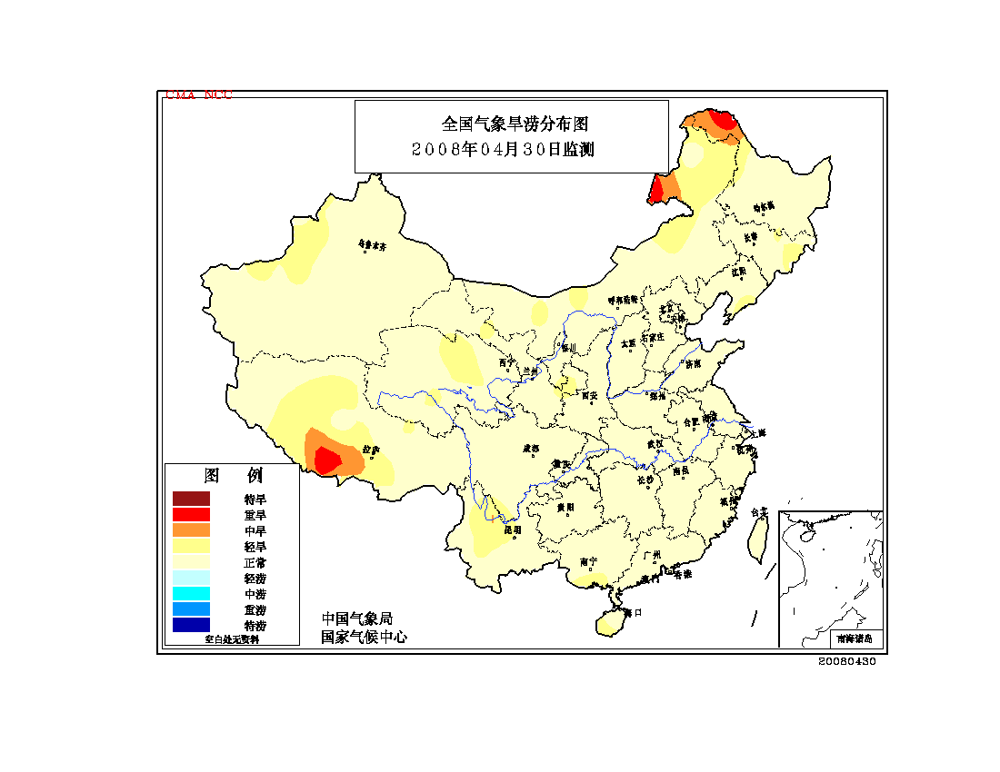 CMA NCC
全国气象旱涝分布图
2008年04月30日监测
哈尔滨
长春
乌鲁木齐
沈阳
呼和浩特
北京
天津
银川
太原
石家庄
西宁
兰州
济南
西安
郑州
合肥
南京
拉萨
上海
成都
武汉
杭州
重庆
长沙
南昌
贵阳
福州
台北
昆明
南宁
广州
澳门
香港
海口
图 例
特旱
重旱
中旱
轻旱
正常
轻涝
中涝
重涝
特涝
空白处无资料
中国气象局
国家气候中心
南海诸岛
20080430